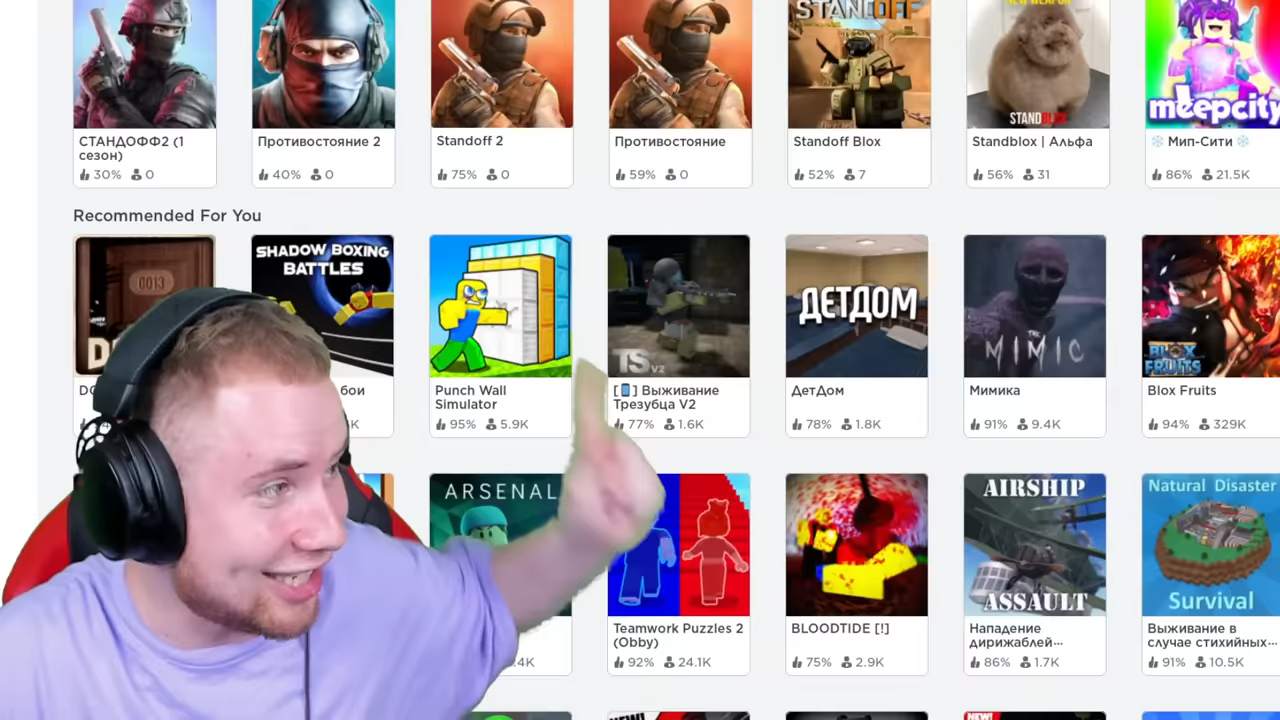 STANDOFF
NEW WEAPON
STANDBLOX
meepcity
СТАНДОФФ2 (1
сезон)
Противостояние 2
Standoff 2
Противостояние
Standoff Blox
Standblox | Альфа
❄️ Мип-Сити ❄️
30% 0
40% 0
75% 0
59% 0
52% 7
56% 31
86% 21.5K
Recommended For You
0013
SHADOW BOXING
BATTLES
TS V2
ДЕТДОМ
THE
MIMIC
BLOX
FRUITS
бои
Punch Wall
Simulator
[📱] Выживание
Трезубца V2
ДетДом
Мимика
Blox Fruits
95% 5.9K
77% 1.6K
78% 1.8K
91% 9.4K
94% 329K
ARSENAL
AIRSHIP
ASSAULT
Natural Disaster
Survival
Teamwork Puzzles 2
(Obby)
BLOODTIDE [!]
Нападение
дирижаблей…
Выживание в
случае стихийных…
.4K
92% 24.1K
75% 2.9K
86% 1.7K
91% 10.5K
NEW!